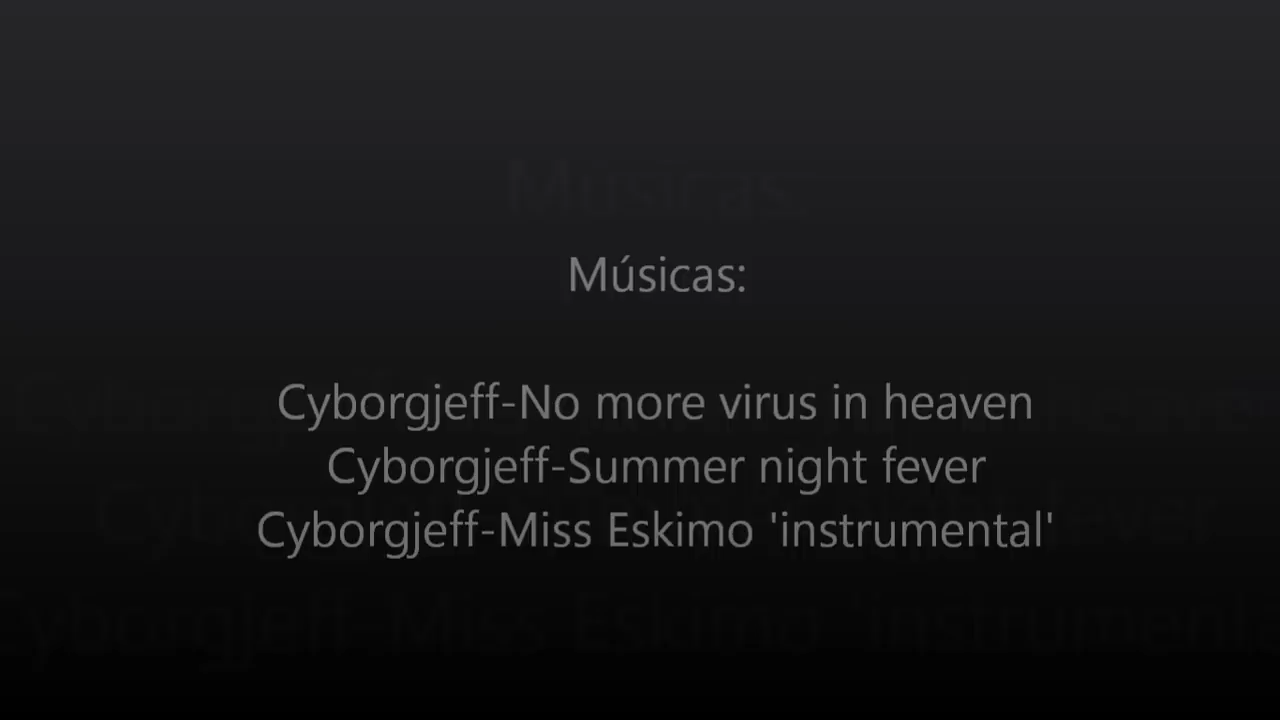 Músicas:
Cyborgjeff-No more virus in heaven
Cyborgjeff-Summer night fever
Cyborgjeff-Miss Eskimo 'instrumental'